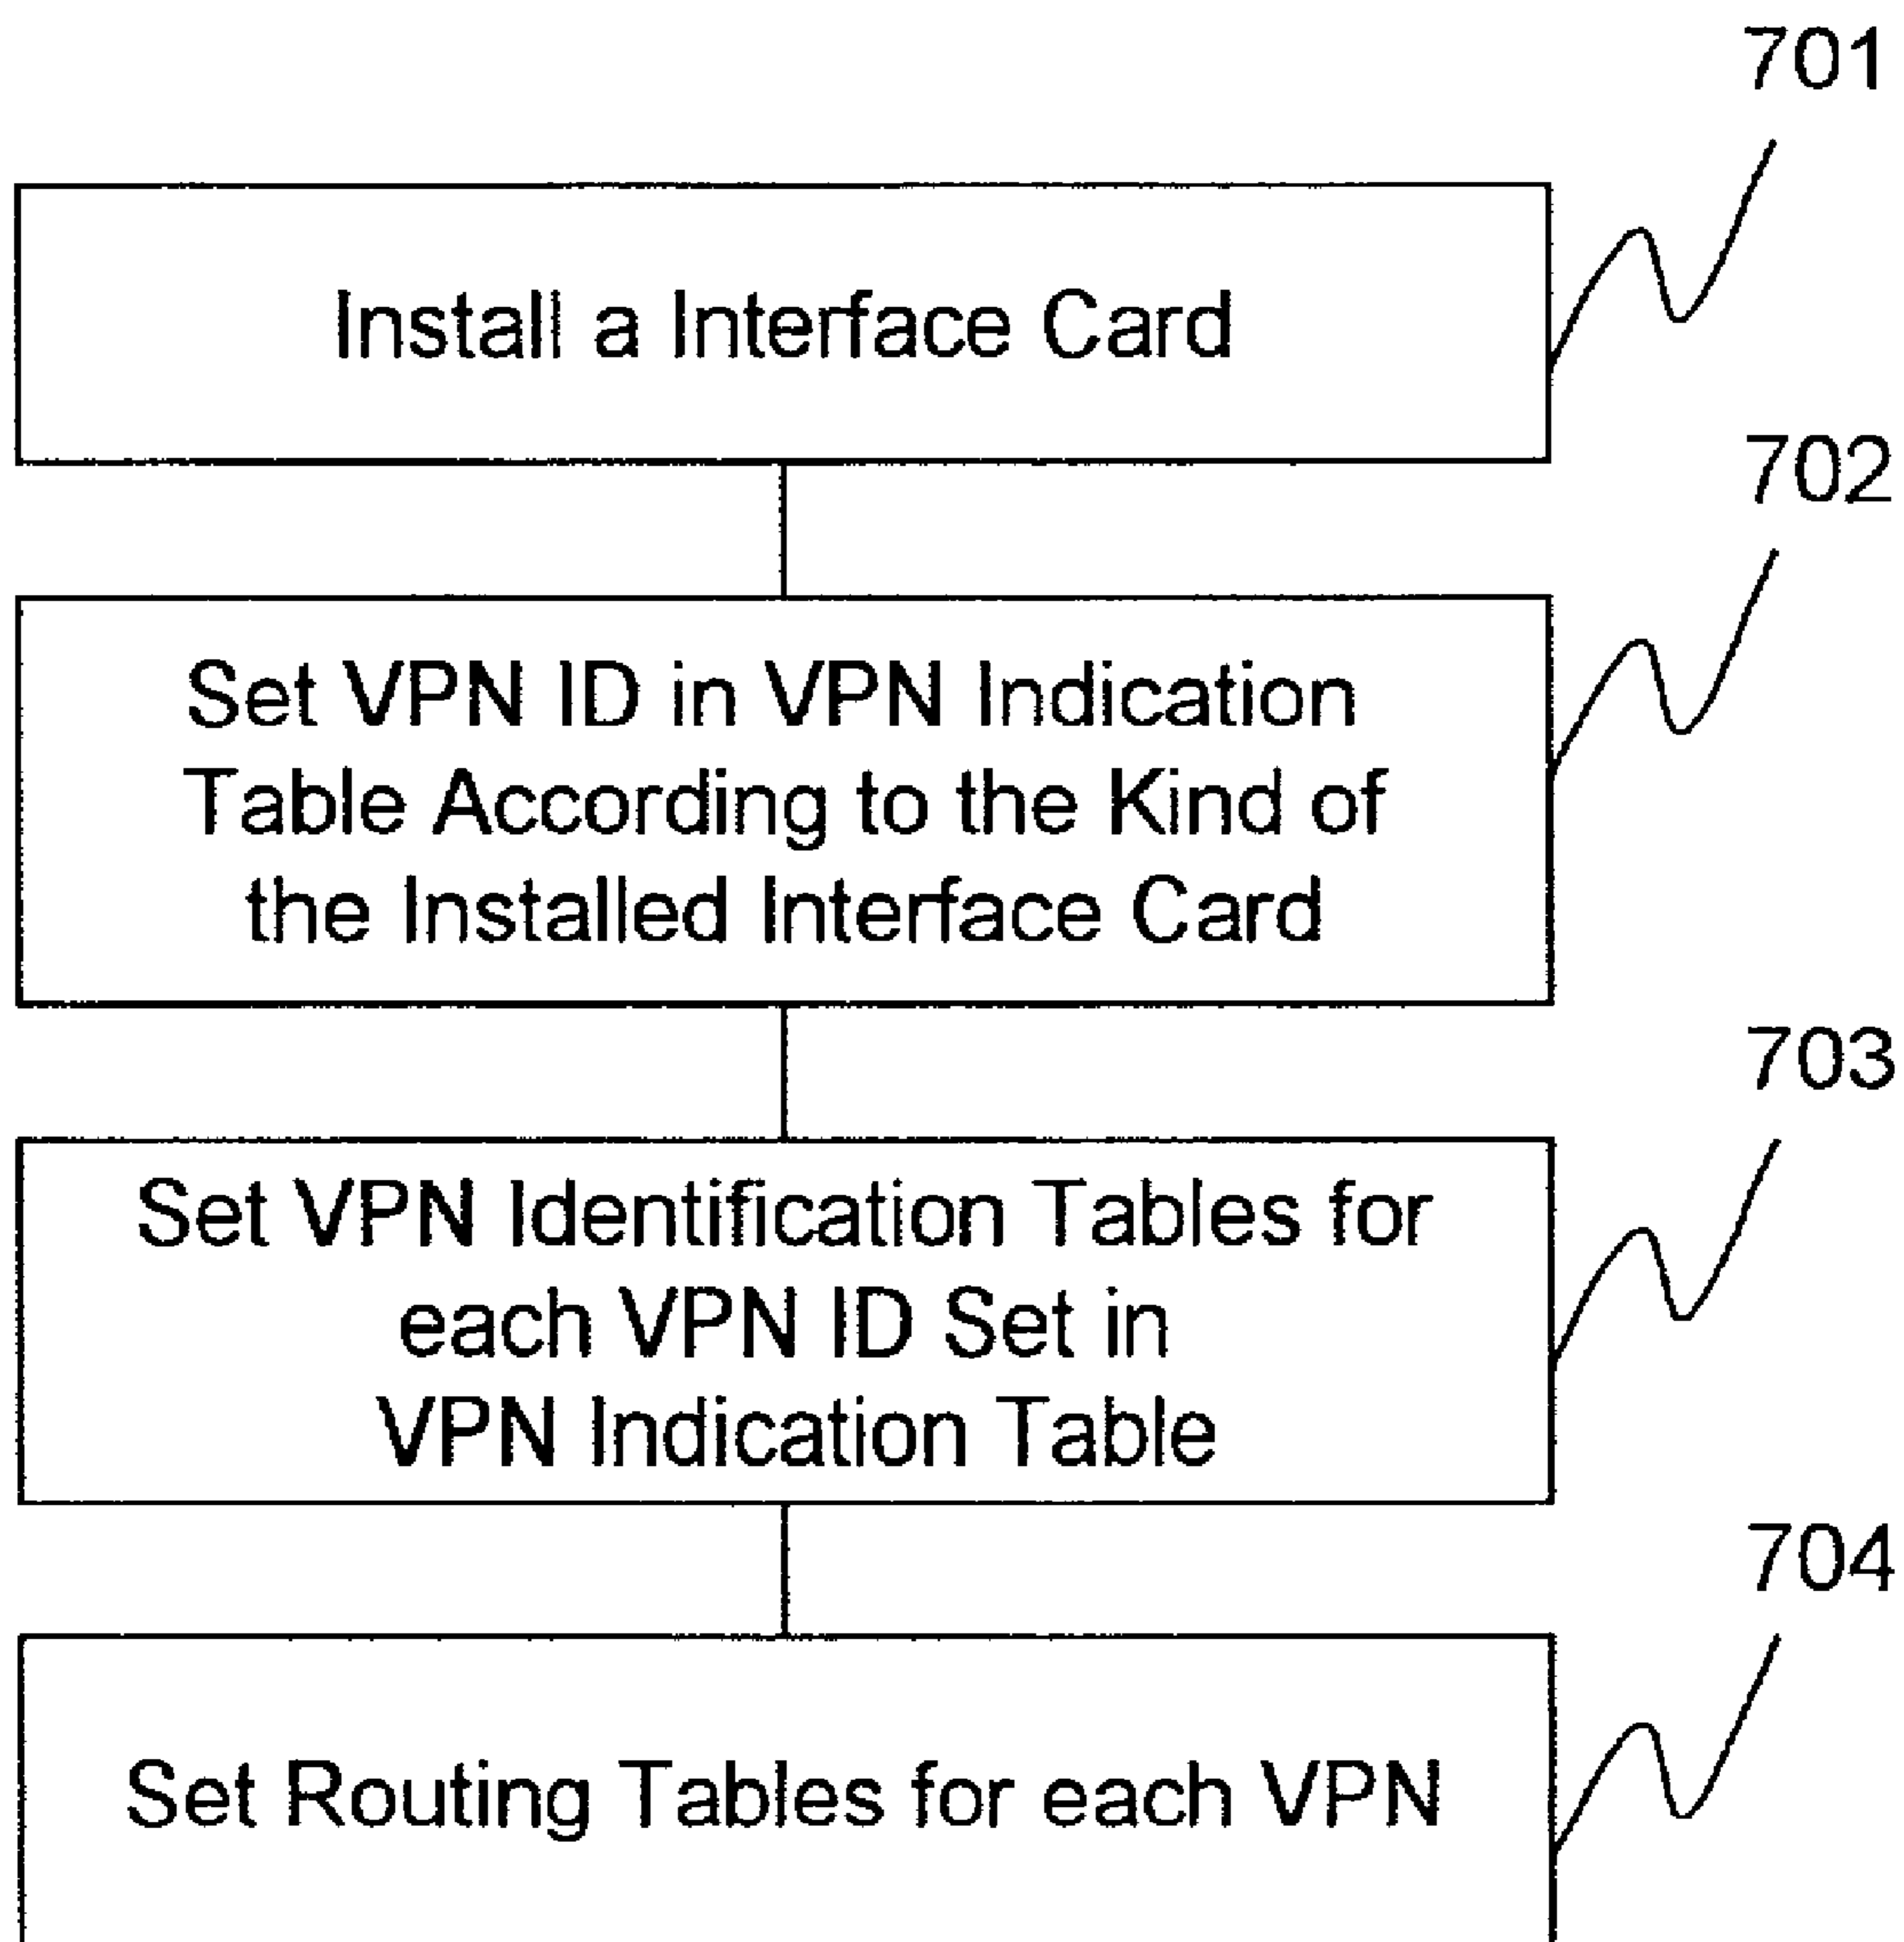 701
Install a Interface Card
702
Set VPN ID in VPN Indication
Table According to the Kind of
the Installed Interface Card
703
Set VPN Identification Tables for
each VPN ID Set in
VPN Indication Table
704
Set Routing Tables for each VPN